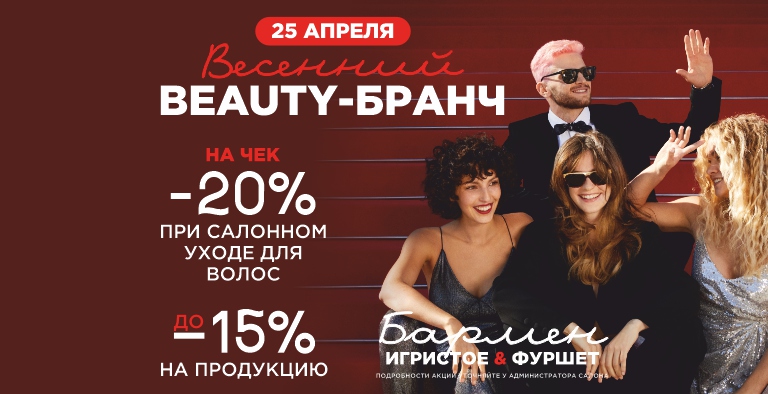 25 АПРЕЛЯ
Весенний
BEAUTY-БРАНЧ
НА ЧЕК
-20%
ПРИ САЛОННОМ
УХОДЕ ДЛЯ
ВОЛОС
ДО
-15%
НА ПРОДУКЦИЮ
Бармен
ИГРИСТОЕ & ФУРШЕТ
ПОДРОБНОСТИ АКЦИИ УТОЧНЯЙТЕ У АДМИНИСТРАТОРА САЛОНА